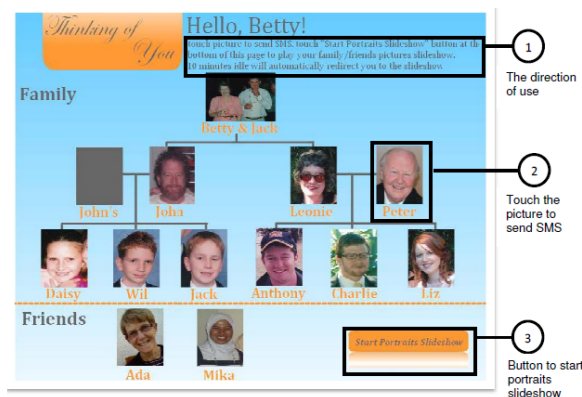 Thinking of
You
Hello, Betty!
touch picture to send SMS. touch "Start Portraits Slideshow" button at the
bottom of this page to play your family/friends pictures slideshow.
10 minutes idle will automatically redirect you to the slideshow
1
The direction
of use
Family
Betty & Jack
2
Touch the
picture to
send SMS
John's
Joha
Leonie
Peter
Daisy
Wil
Jack
Anthony
Charlie
Liz
Friends
Ada
Mika
Start Portraits Slideshow
3
Button to start
portraits
slideshow